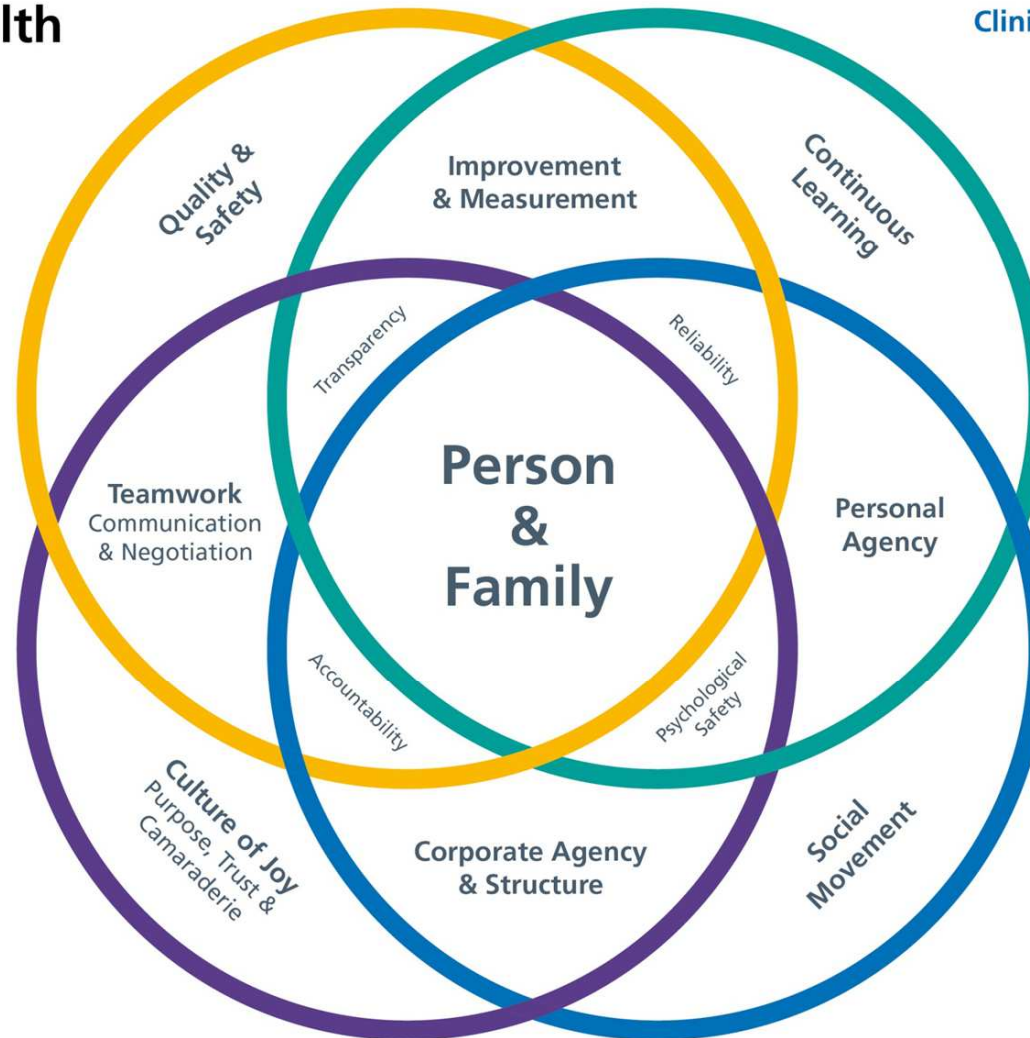 lth
Clini
Quality &
Safety
Improvement
& Measurement
Continuous
Learning
Transparency
Reliability
Person
&
Family
Teamwork
Communication
& Negotiation
Personal
Agency
Accountability
Psychological
Safety
Culture of Joy
Purpose, Trust &
Camaraderie
Corporate Agency
& Structure
Social
Movement